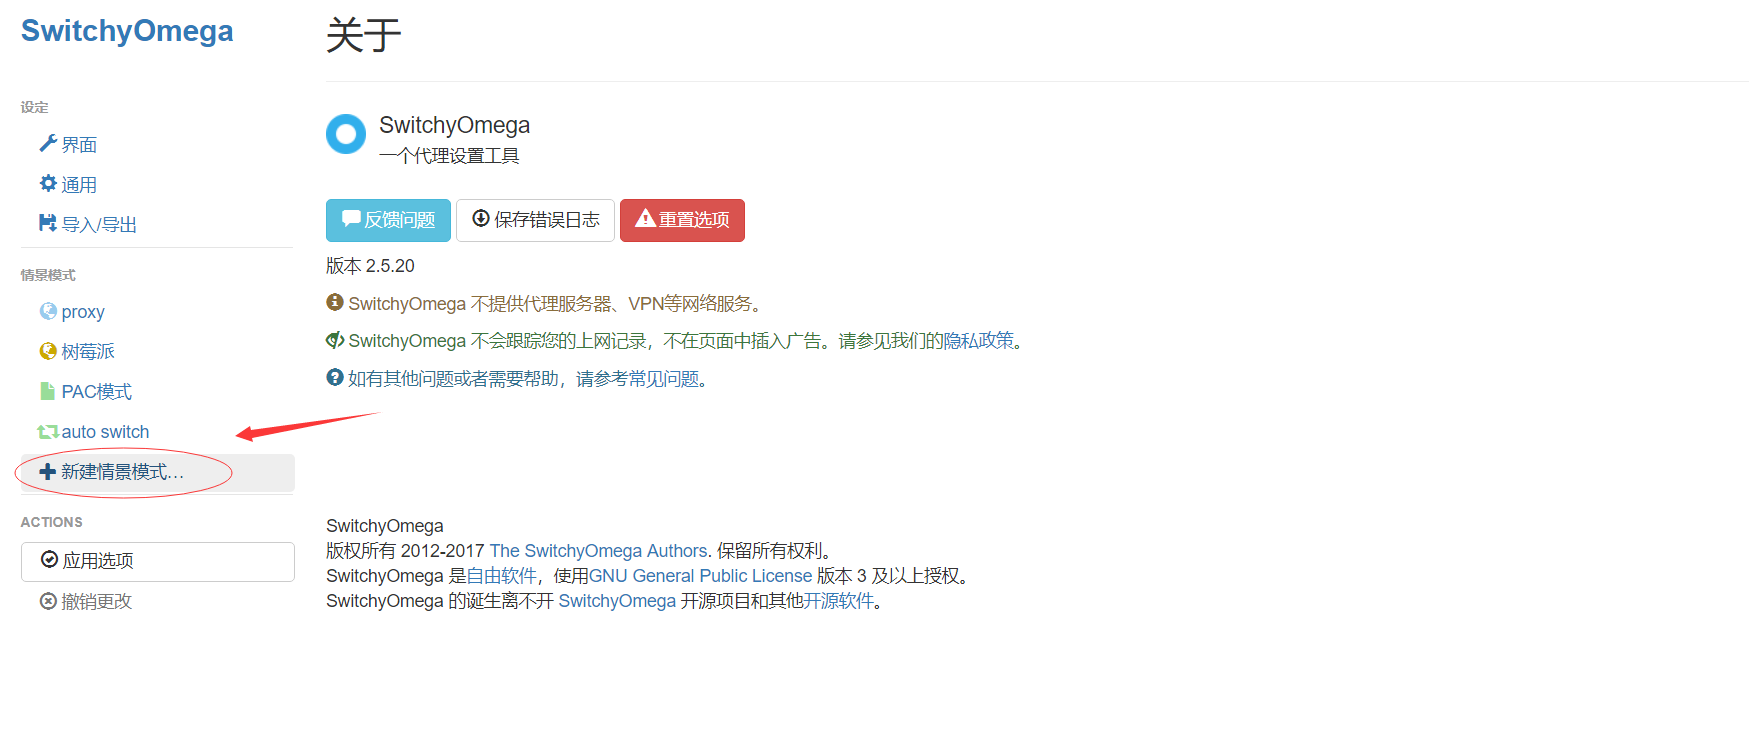 SwitchyOmega
设定
界面
通用
导入/导出
情景模式
proxy
树莓派
PAC模式
auto switch
新建情景模式…
ACTIONS
应用选项
撤销更改
关于
SwitchyOmega
一个代理设置工具
反馈问题 保存错误日志 重置选项
版本 2.5.20
SwitchyOmega 不提供代理服务器、VPN等网络服务。
SwitchyOmega 不会跟踪您的上网记录，不在页面中插入广告。请参见我们的隐私政策。
如有其他问题或者需要帮助，请参考常见问题。
SwitchyOmega
版权所有 2012-2017 The SwitchyOmega Authors. 保留所有权利。
SwitchyOmega 是自由软件，使用GNU General Public License 版本 3 及以上授权。
SwitchyOmega 的诞生离不开 SwitchyOmega 开源项目和其他开源软件。